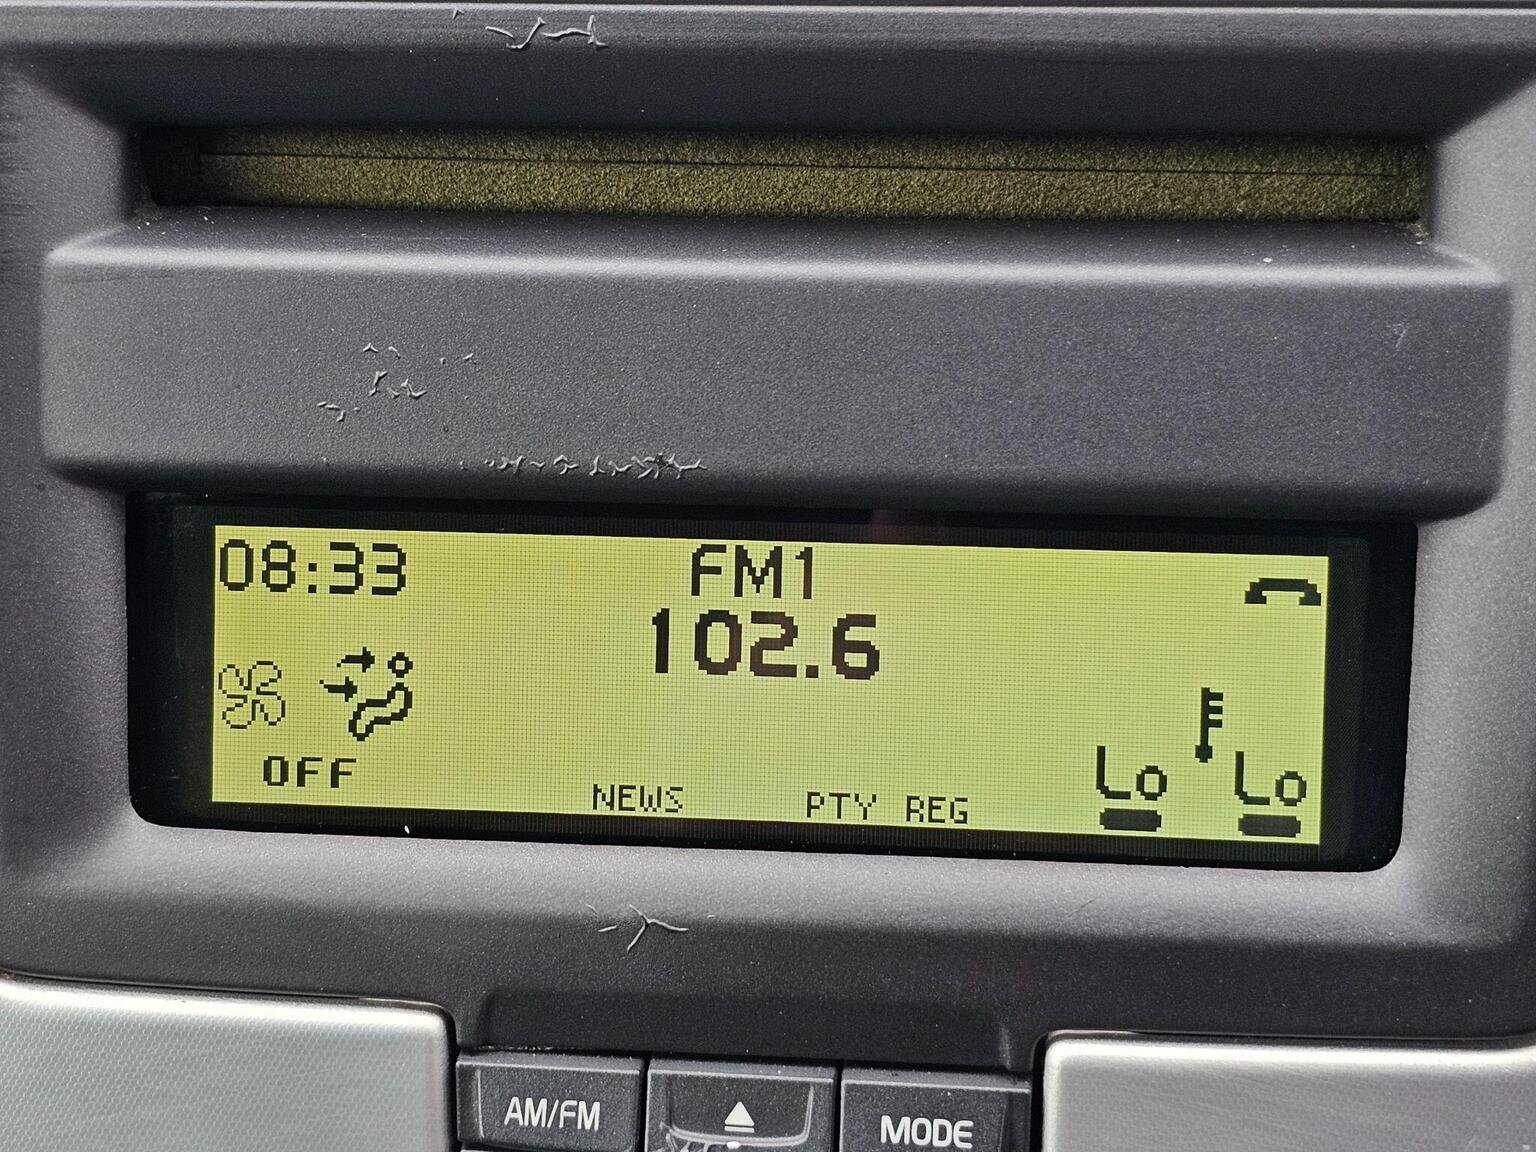 08:33
FM1
102.6
OFF
NEWS
PTY REG
Lo
Lo
AM/FM
MODE